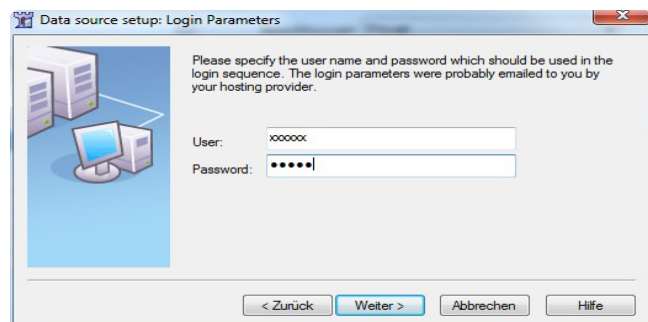 Data source setup: Login Parameters
Please specify the user name and password which should be used in the
login sequence. The login parameters were probably emailed to you by
your hosting provider.
User: xxxxxx
Password: •••••
< Zurück Weiter > Abbrechen Hilfe